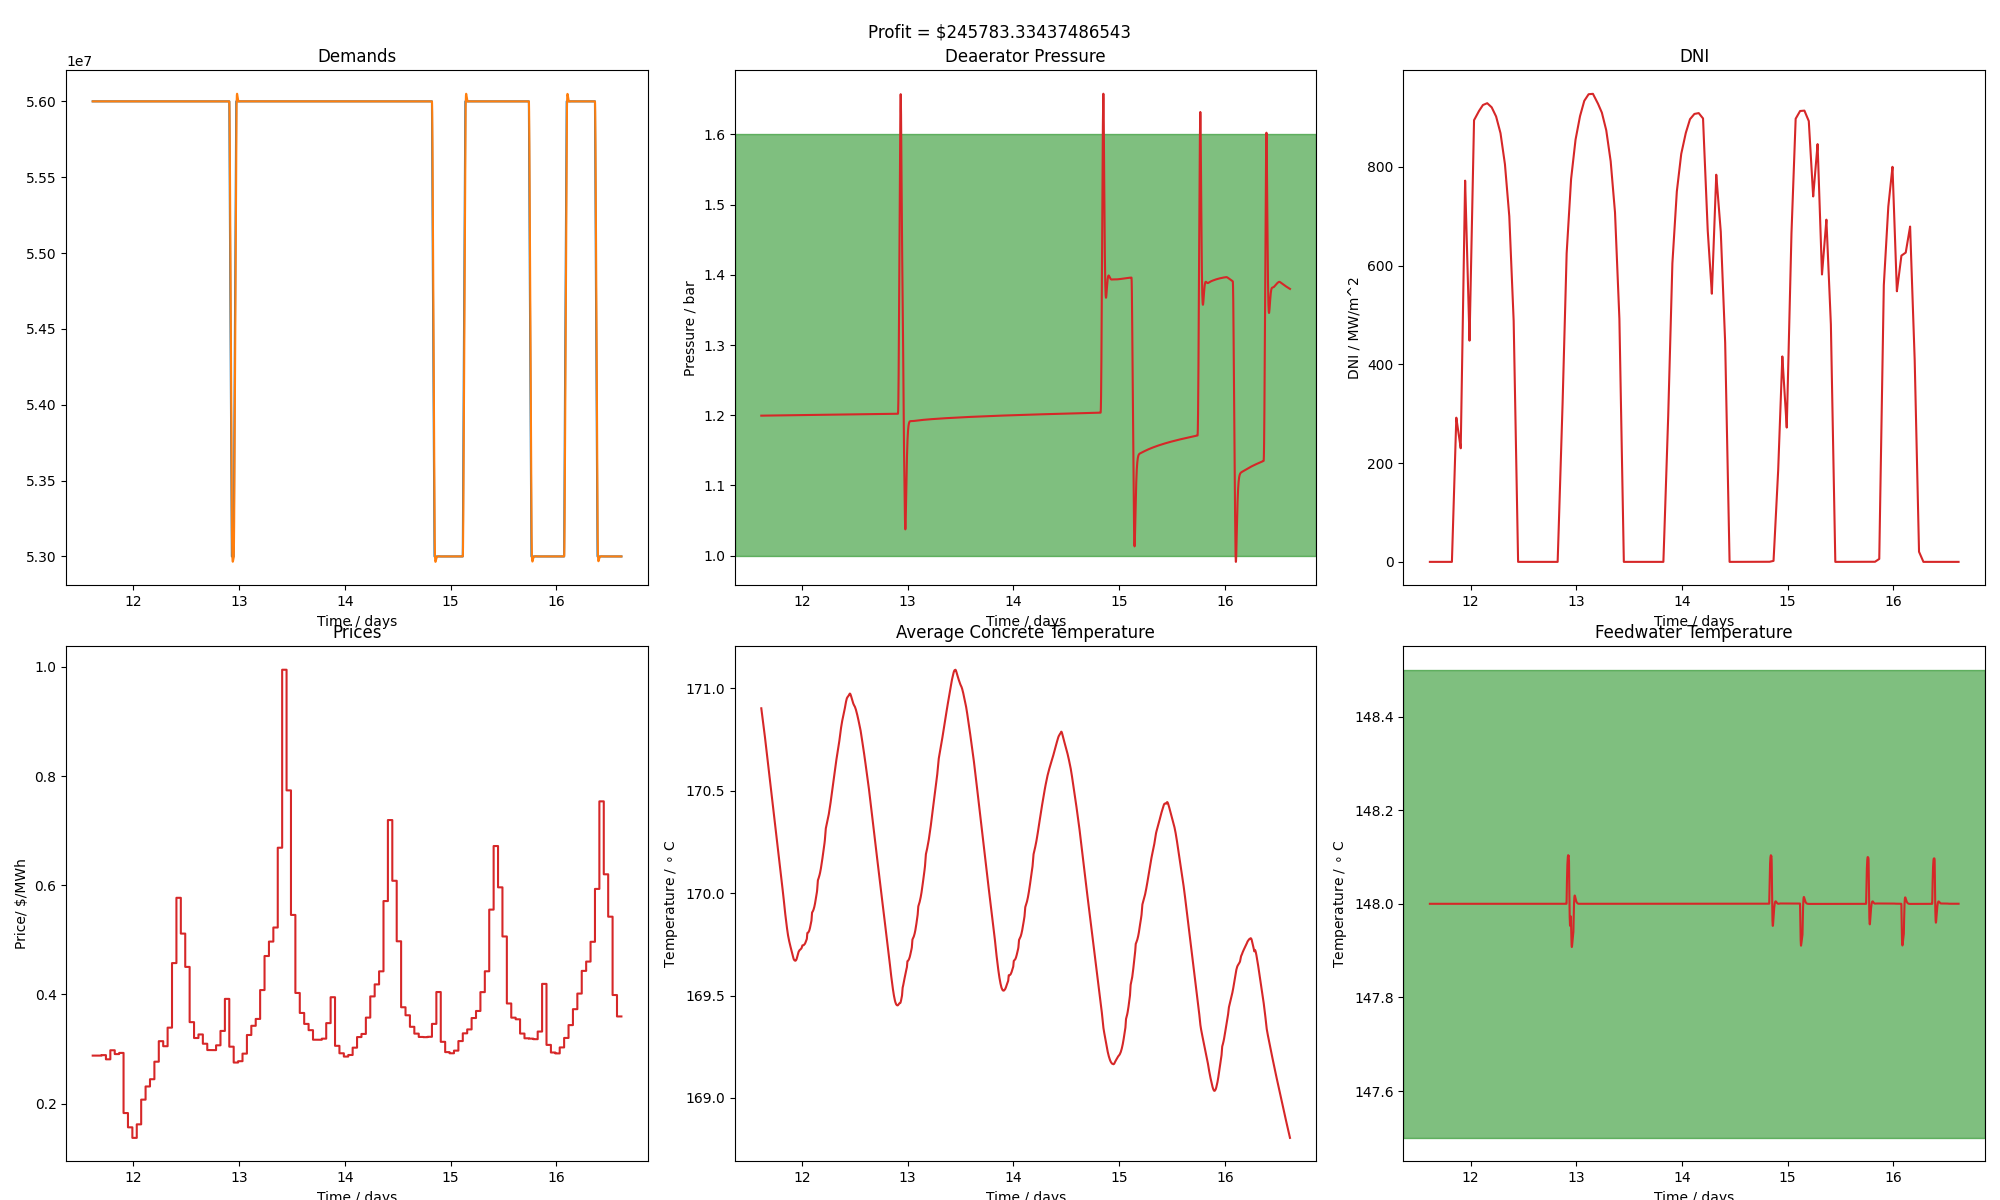 Profit = $245783.33437486543
Demands
1e7
5.60
5.55
5.50
5.45
5.40
5.35
5.30
12 13 14 15 16
Time / days
Deaerator Pressure
Pressure / bar
1.6
1.5
1.4
1.3
1.2
1.1
1.0
12 13 14 15 16
Time / days
DNI
DNI / MW/m^2
800
600
400
200
0
12 13 14 15 16
Time / days
Prices
Price/ $/MWh
1.0
0.8
0.6
0.4
0.2
12 13 14 15 16
Time / days
Average Concrete Temperature
Temperature / ∘ C
171.0
170.5
170.0
169.5
169.0
12 13 14 15 16
Time / days
Feedwater Temperature
Temperature / ∘ C
148.4
148.2
148.0
147.8
147.6
12 13 14 15 16
Time / days